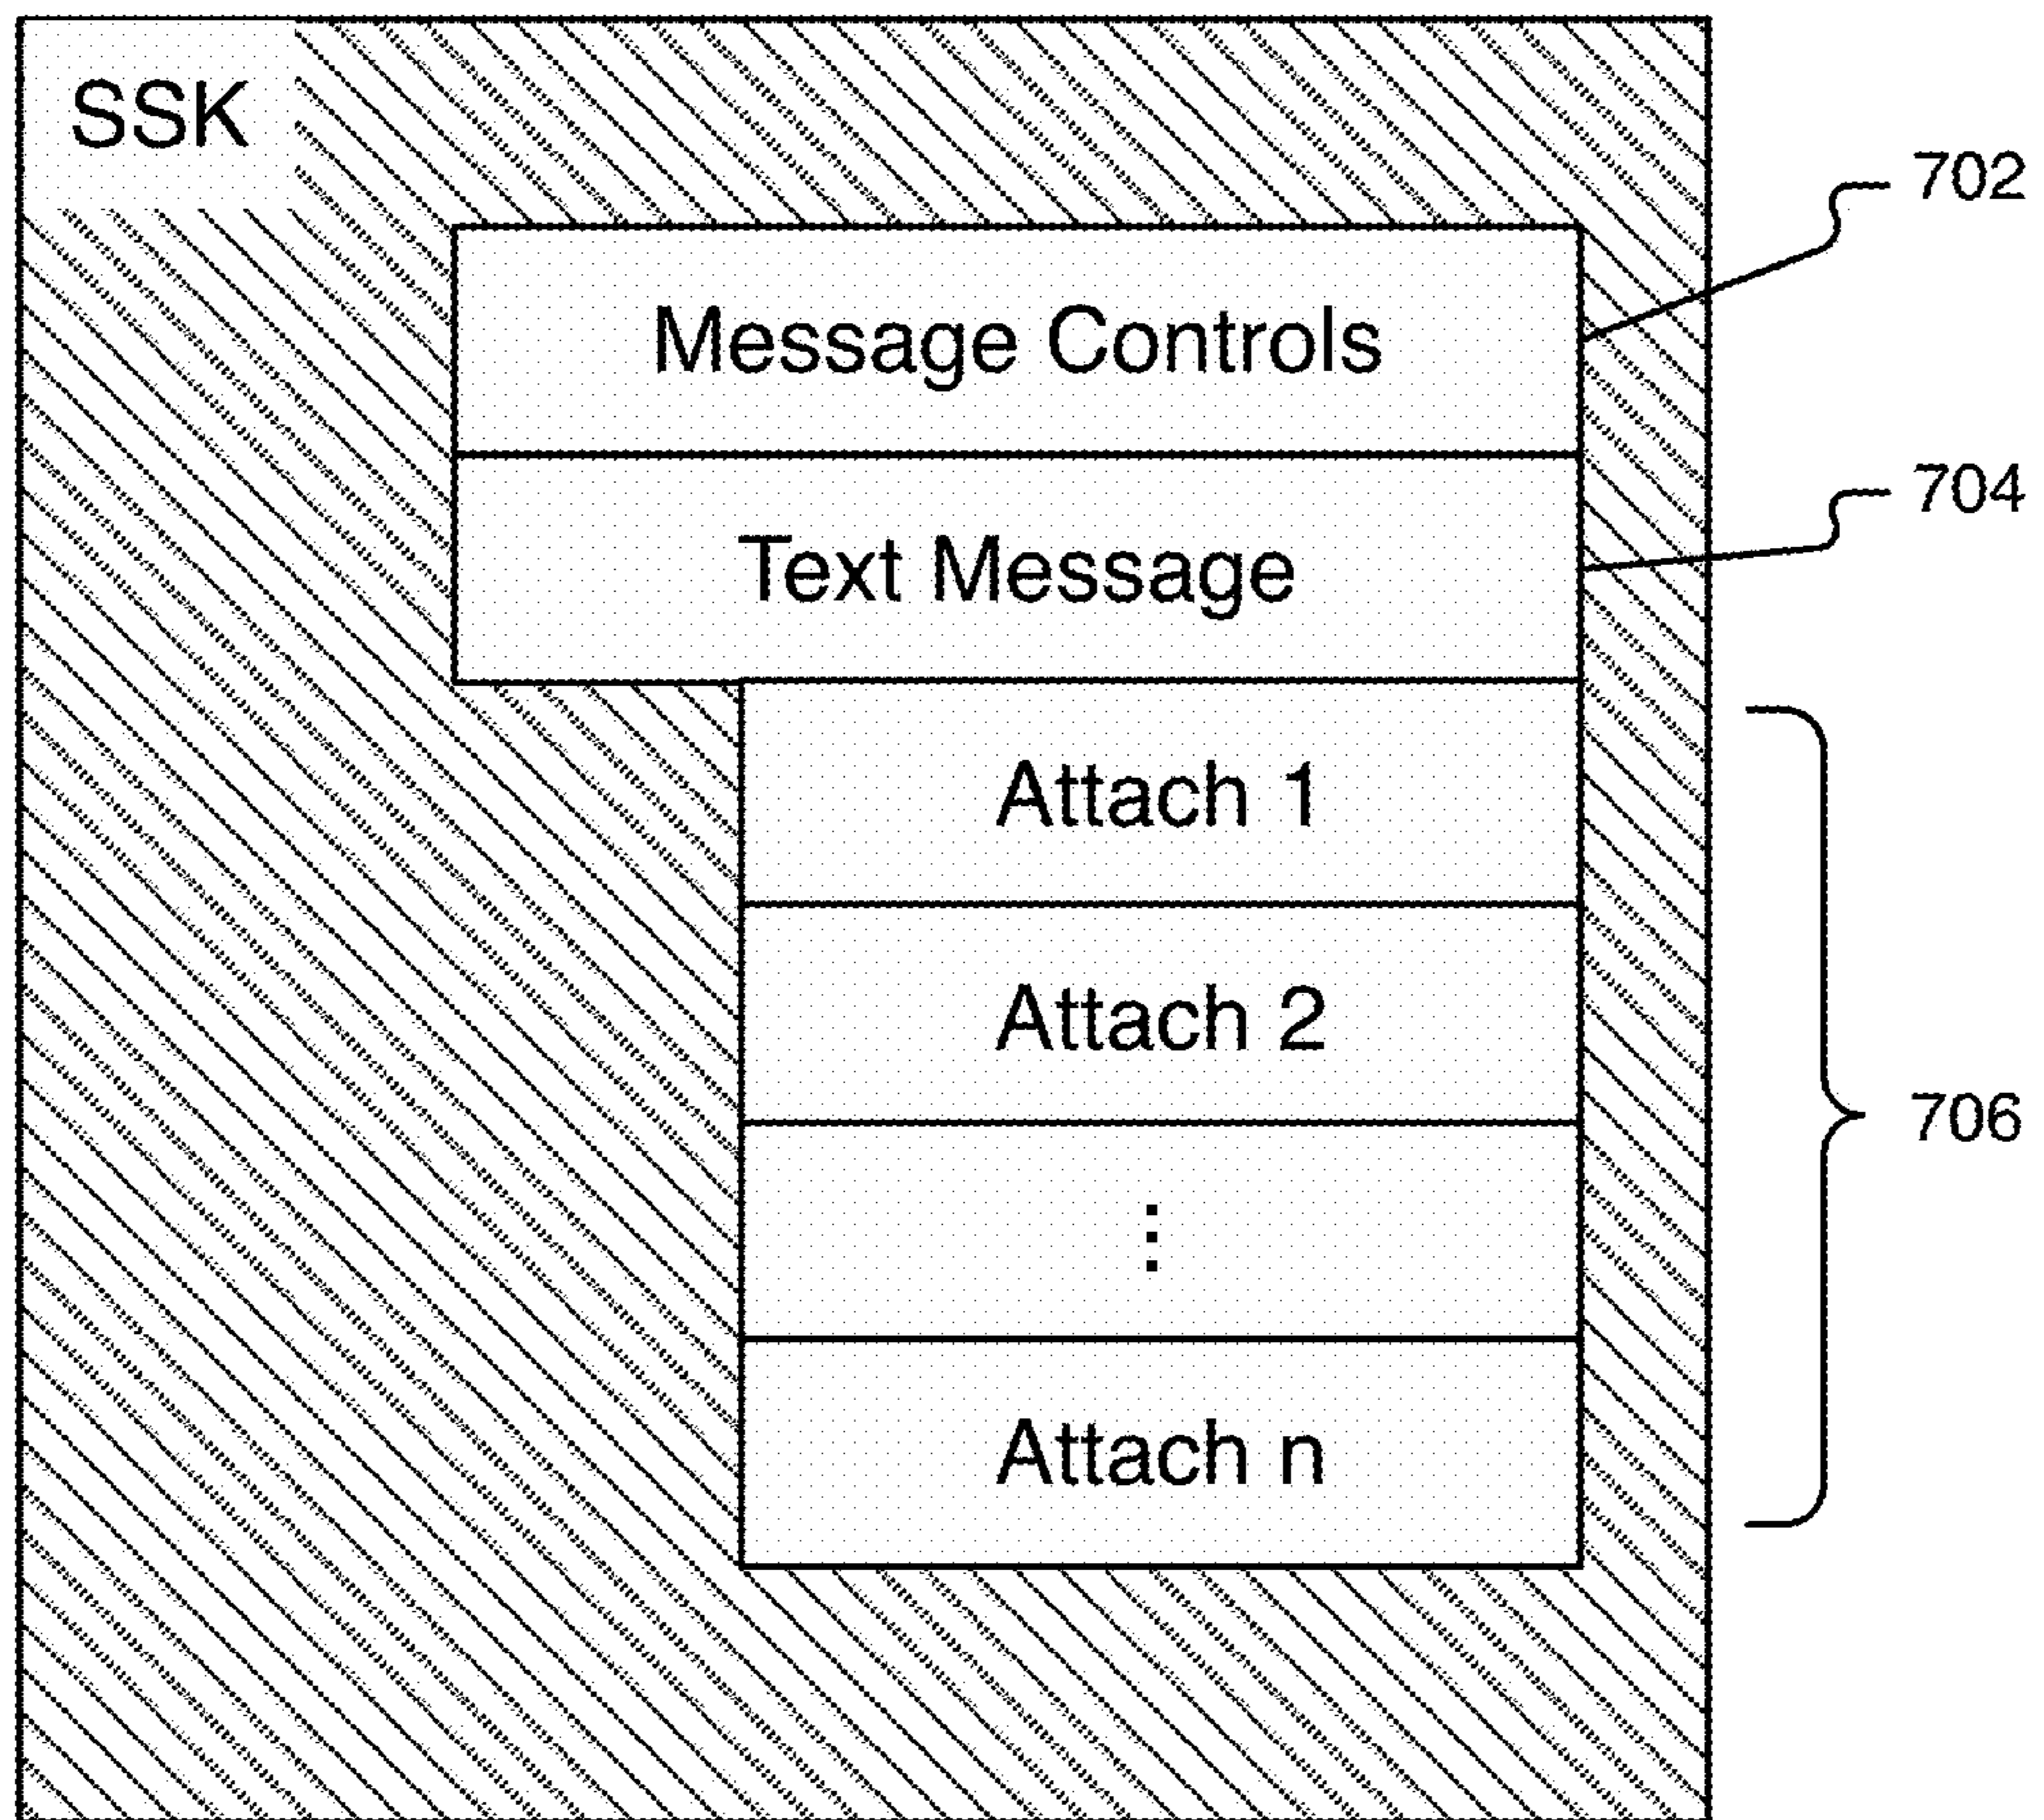 SSK
702
Message Controls
704
Text Message
Attach 1
Attach 2
706
⋮
Attach n